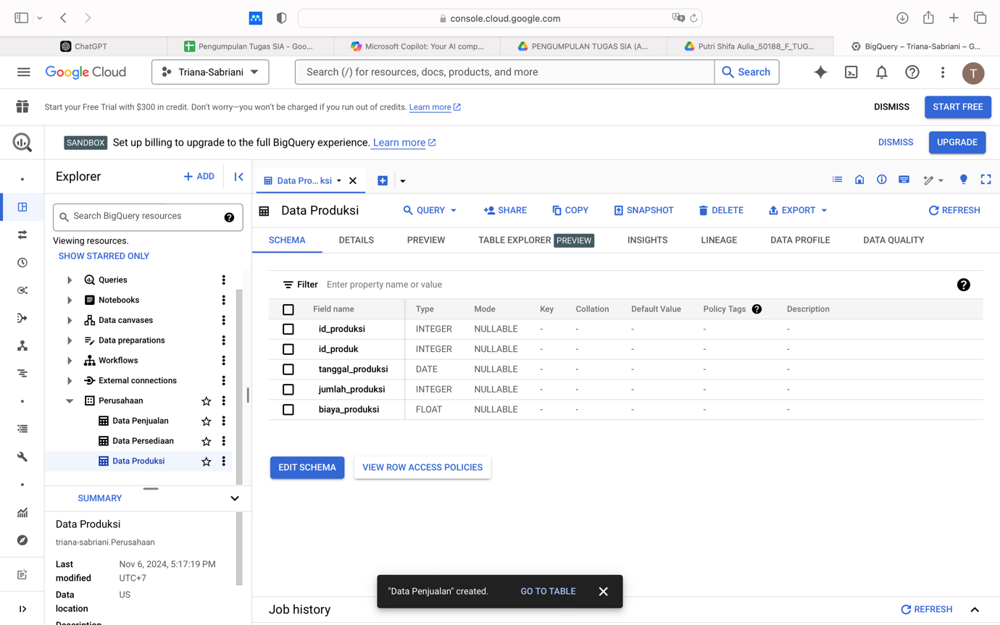 console.cloud.google.com
ChatGPT
Pengumpulan Tugas SIA - Goo...
Microsoft Copilot: Your AI comp...
PENGUMPULAN TUGAS SIA (A...
Putri Shifa Aulia_50188_F_TUG...
BigQuery – Triana-Sabriani – G...
Google Cloud
Triana-Sabriani
Search (/) for resources, docs, products, and more
Search
T
Start your Free Trial with $300 in credit. Don't worry—you won't be charged if you run out of credits. Learn more
DISMISS
START FREE
SANDBOX Set up billing to upgrade to the full BigQuery experience. Learn more
DISMISS
UPGRADE
Explorer
+ ADD
Search BigQuery resources
Viewing resources.
SHOW STARRED ONLY
Queries
Notebooks
Data canvases
Data preparations
Workflows
External connections
Perusahaan
Data Penjualan
Data Persediaan
Data Produksi
SUMMARY
Data Produksi
triana-sabriani.Perusahaan
Last modified Nov 6, 2024, 5:17:19 PM UTC+7
Data location US
Description
Data Pro... ksi
Data Produksi
QUERY
SHARE
COPY
SNAPSHOT
DELETE
EXPORT
REFRESH
SCHEMA DETAILS PREVIEW TABLE EXPLORER PREVIEW INSIGHTS LINEAGE DATA PROFILE DATA QUALITY
Filter Enter property name or value
Field name Type Mode Key Collation Default Value Policy Tags Description
id_produksi INTEGER NULLABLE - - - - -
id_produk INTEGER NULLABLE - - - - -
tanggal_produksi DATE NULLABLE - - - - -
jumlah_produksi INTEGER NULLABLE - - - - -
biaya_produksi FLOAT NULLABLE - - - - -
EDIT SCHEMA
VIEW ROW ACCESS POLICIES
"Data Penjualan" created. GO TO TABLE
Job history
REFRESH